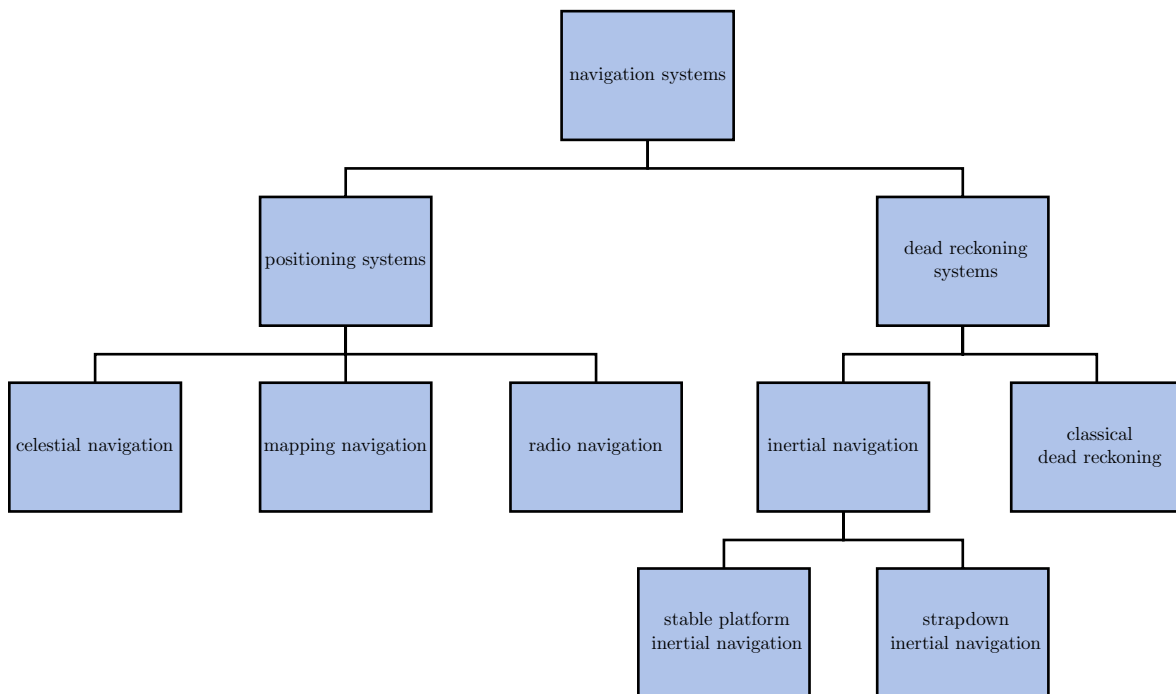 navigation systems
positioning systems
dead reckoning
systems
celestial navigation
mapping navigation
radio navigation
inertial navigation
classical
dead reckoning
stable platform
inertial navigation
strapdown
inertial navigation